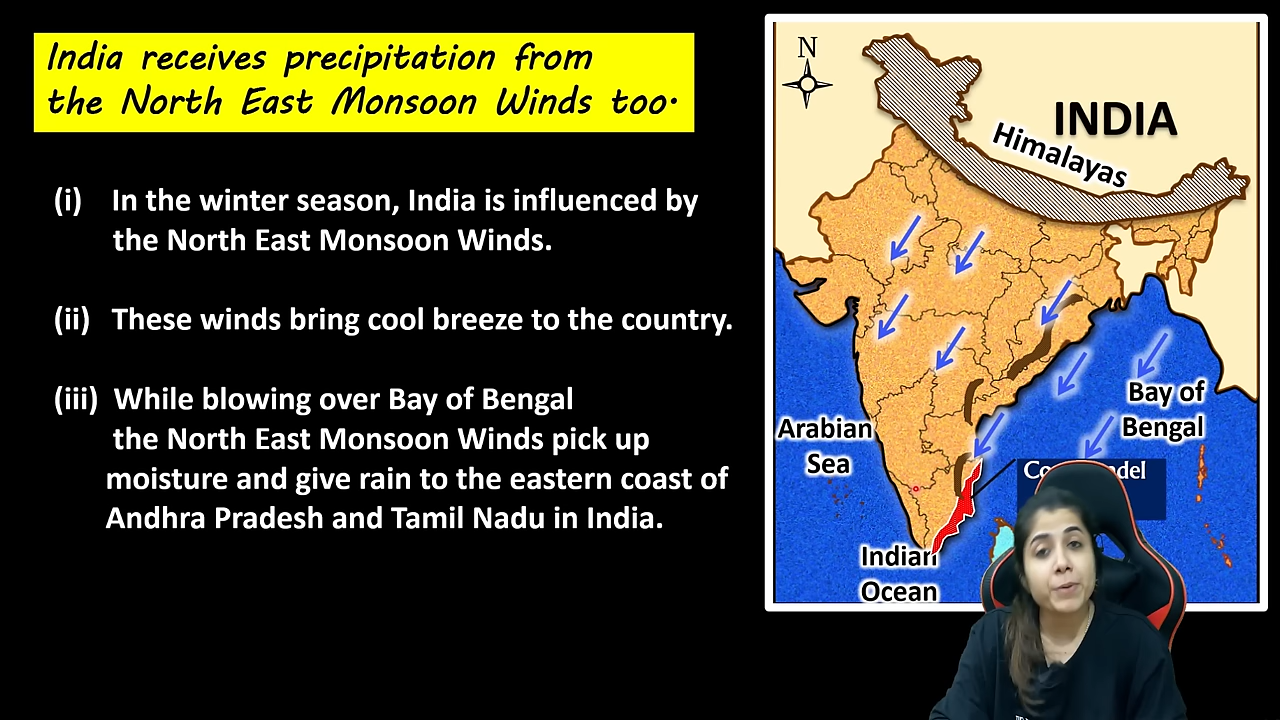 India receives precipitation from
the North East Monsoon Winds too.
(i) In the winter season, India is influenced by
the North East Monsoon Winds.
(ii) These winds bring cool breeze to the country.
(iii) While blowing over Bay of Bengal
the North East Monsoon Winds pick up
moisture and give rain to the eastern coast of
Andhra Pradesh and Tamil Nadu in India.
N
INDIA
Himalayas
Arabian
Sea
Bay of
Bengal
Indian
Ocean